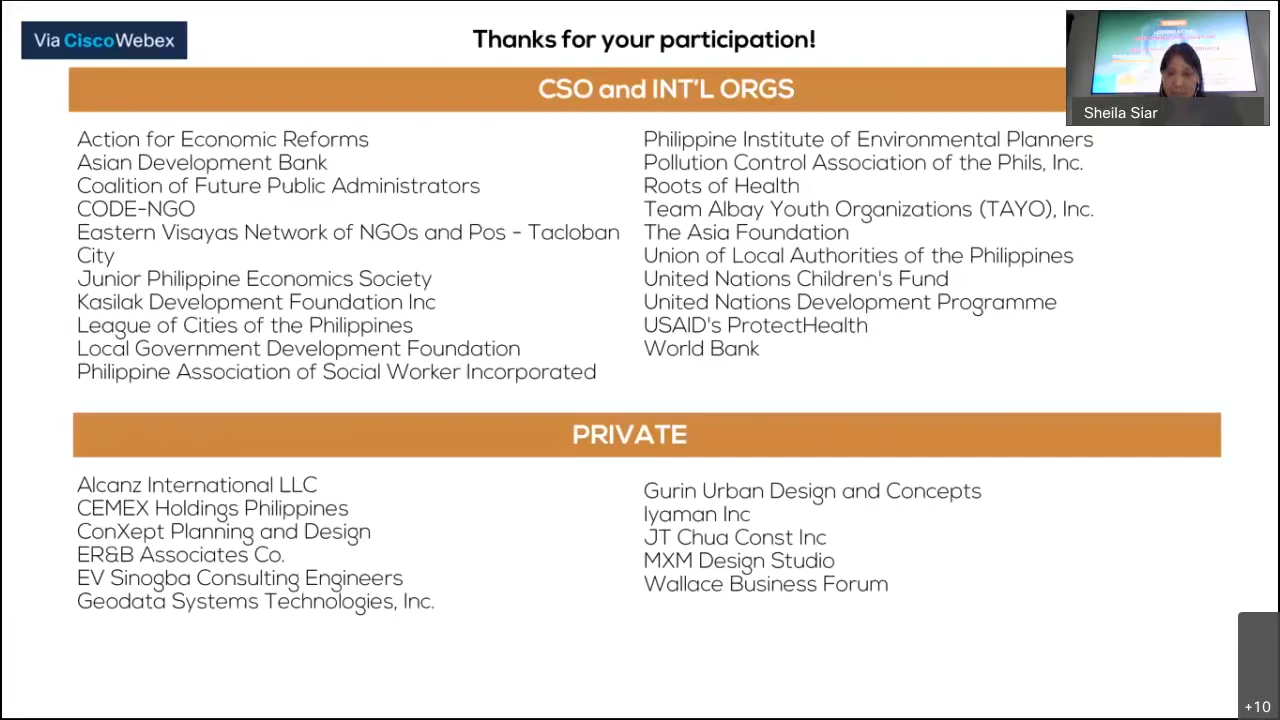 Via Cisco Webex
Thanks for your participation!
Sheila Siar
CSO and INT'L ORGS
Action for Economic Reforms
Asian Development Bank
Coalition of Future Public Administrators
CODE-NGO
Eastern Visayas Network of NGOs and Pos - Tacloban
City
Junior Philippine Economics Society
Kasilak Development Foundation Inc
League of Cities of the Philippines
Local Government Development Foundation
Philippine Association of Social Worker Incorporated
Philippine Institute of Environmental Planners
Pollution Control Association of the Phils, Inc.
Roots of Health
Team Albay Youth Organizations (TAYO), Inc.
The Asia Foundation
Union of Local Authorities of the Philippines
United Nations Children's Fund
United Nations Development Programme
USAID's ProtectHealth
World Bank
PRIVATE
Alcanz International LLC
CEMEX Holdings Philippines
ConXept Planning and Design
ER&B Associates Co.
EV Sinogba Consulting Engineers
Geodata Systems Technologies, Inc.
Gurin Urban Design and Concepts
Iyaman Inc
JT Chua Const Inc
MXM Design Studio
Wallace Business Forum
+10